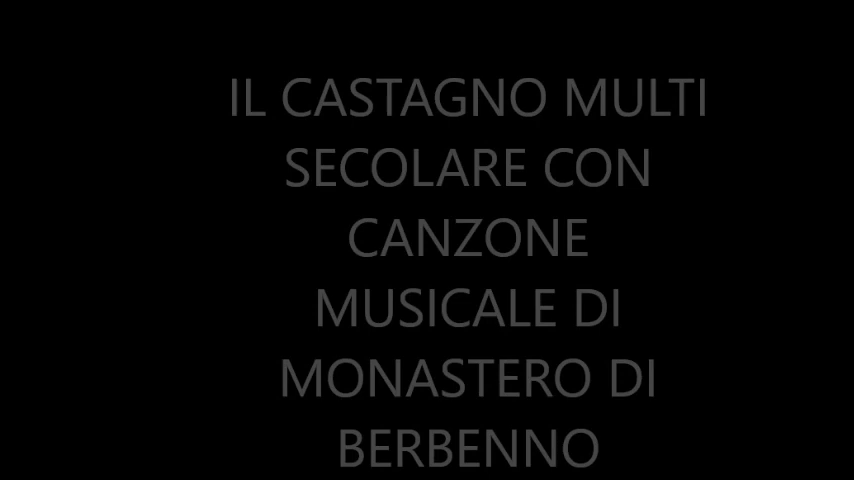 IL CASTAGNO MULTI
SECOLARE CON
CANZONE
MUSICALE DI
MONASTERO DI
BERBENNO